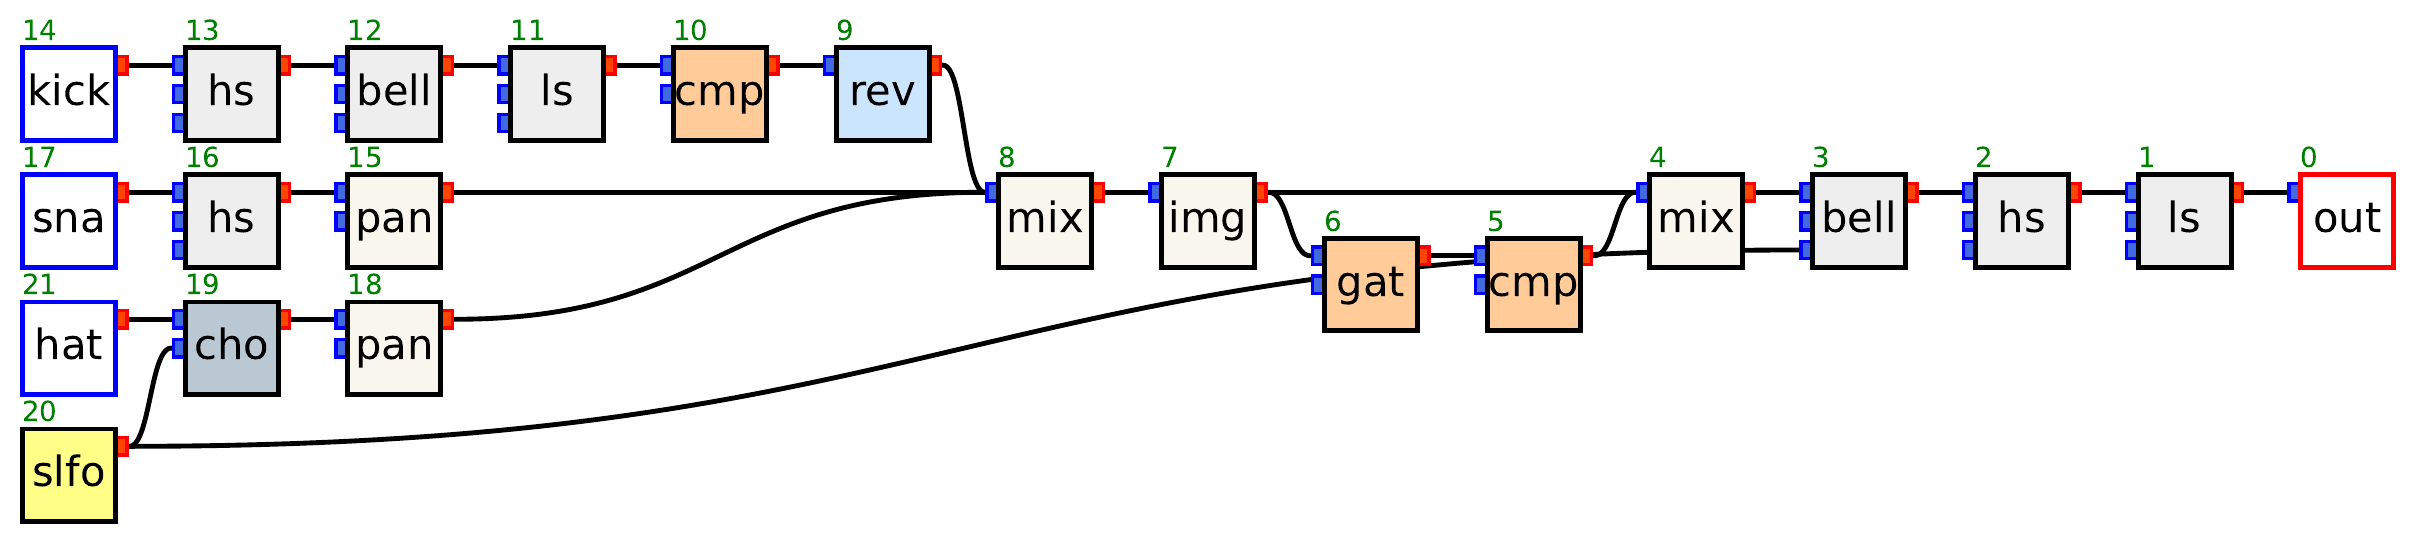 14 13 12 11 10 9
kick hs bell ls cmp rev
17 16 15 8 7 4 3 2 1 0
sna hs pan mix img mix bell hs ls out
6 5
gat cmp
21 19 18
hat cho pan
20
slfo